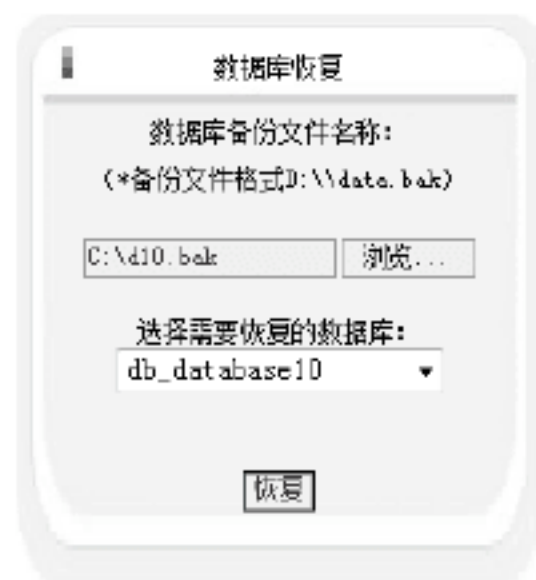 数据库恢复
数据库备份文件名称：
(*备份文件格式D:\\data.bak)
C:\d10.bak 浏览...
选择需要恢复的数据库：
db_database10
恢复